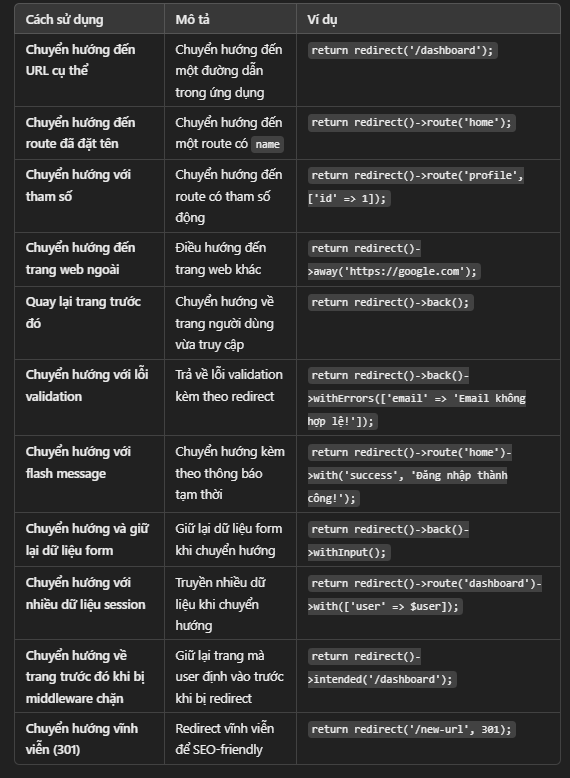 Cách sử dụng Mô tả Ví dụ
Chuyển hướng đến
URL cụ thể
Chuyển hướng đến
một đường dẫn
trong ứng dụng
return redirect('/dashboard');
Chuyển hướng đến
route đã đặt tên
Chuyển hướng đến
một route có name
return redirect()->route('home');
Chuyển hướng với
tham số
Chuyển hướng đến
route có tham số
động
return redirect()->route('profile',
['id' => 1]);
Chuyển hướng đến
trang web ngoài
Điều hướng đến
trang web khác
return redirect()-
>away('https://google.com');
Quay lại trang trước
đó
Chuyển hướng về
trang người dùng
vừa truy cập
return redirect()->back();
Chuyển hướng với lỗi
validation
Trả về lỗi validation
kèm theo redirect
return redirect()->back()-
>withErrors(['email' => 'Email không
hợp lệ!']);
Chuyển hướng với
flash message
Chuyển hướng kèm
theo thông báo
tạm thời
return redirect()->route('home')-
>with('success', 'Đăng nhập thành
công!');
Chuyển hướng và giữ
lại dữ liệu form
Giữ lại dữ liệu form
khi chuyển hướng
return redirect()->back()-
>withInput();
Chuyển hướng với
nhiều dữ liệu session
Truyền nhiều dữ
liệu khi chuyển
hướng
return redirect()->route('dashboard')-
>with(['user' => $user]);
Chuyển hướng về
trang trước đó khi bị
middleware chặn
Giữ lại trang mà
user định vào trước
khi bị redirect
return redirect()-
>intended('/dashboard');
Chuyển hướng vĩnh
viễn (301)
Redirect vĩnh viễn
để SEO-friendly
return redirect('/new-url', 301);